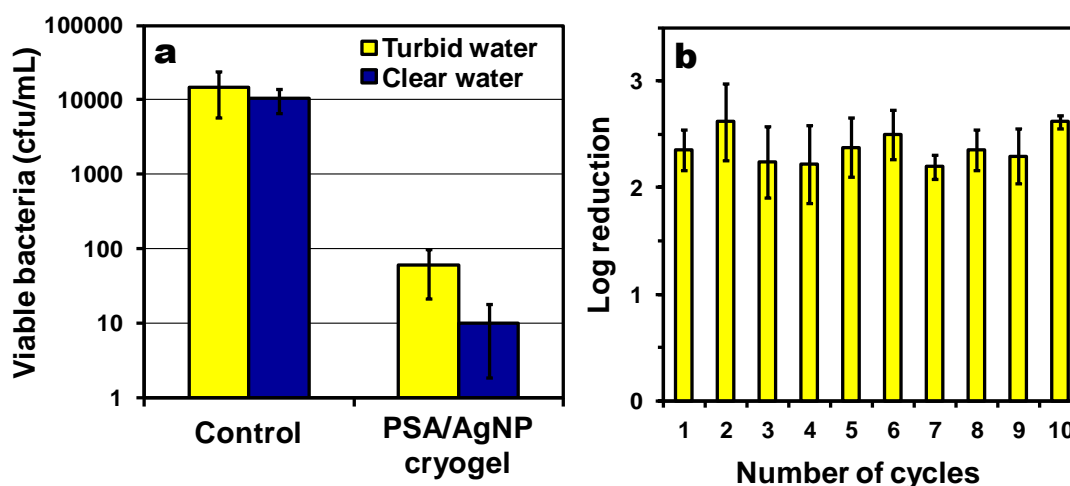 a
Viable bacteria (cfu/mL)
100000
10000
1000
100
10
1
Turbid water
Clear water
Control
PSA/AgNP
cryogel
b
Log reduction
3
2
1
0
1 2 3 4 5 6 7 8 9 10
Number of cycles